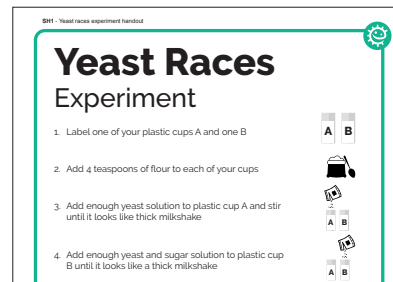 SH1 - Yeast races experiment handout
Yeast Races
Experiment
1. Label one of your plastic cups A and one B
A B
2. Add 4 teaspoons of flour to each of your cups
3. Add enough yeast solution to plastic cup A and stir
until it looks like thick milkshake
A B
4. Add enough yeast and sugar solution to plastic cup
B until it looks like a thick milkshake
A B